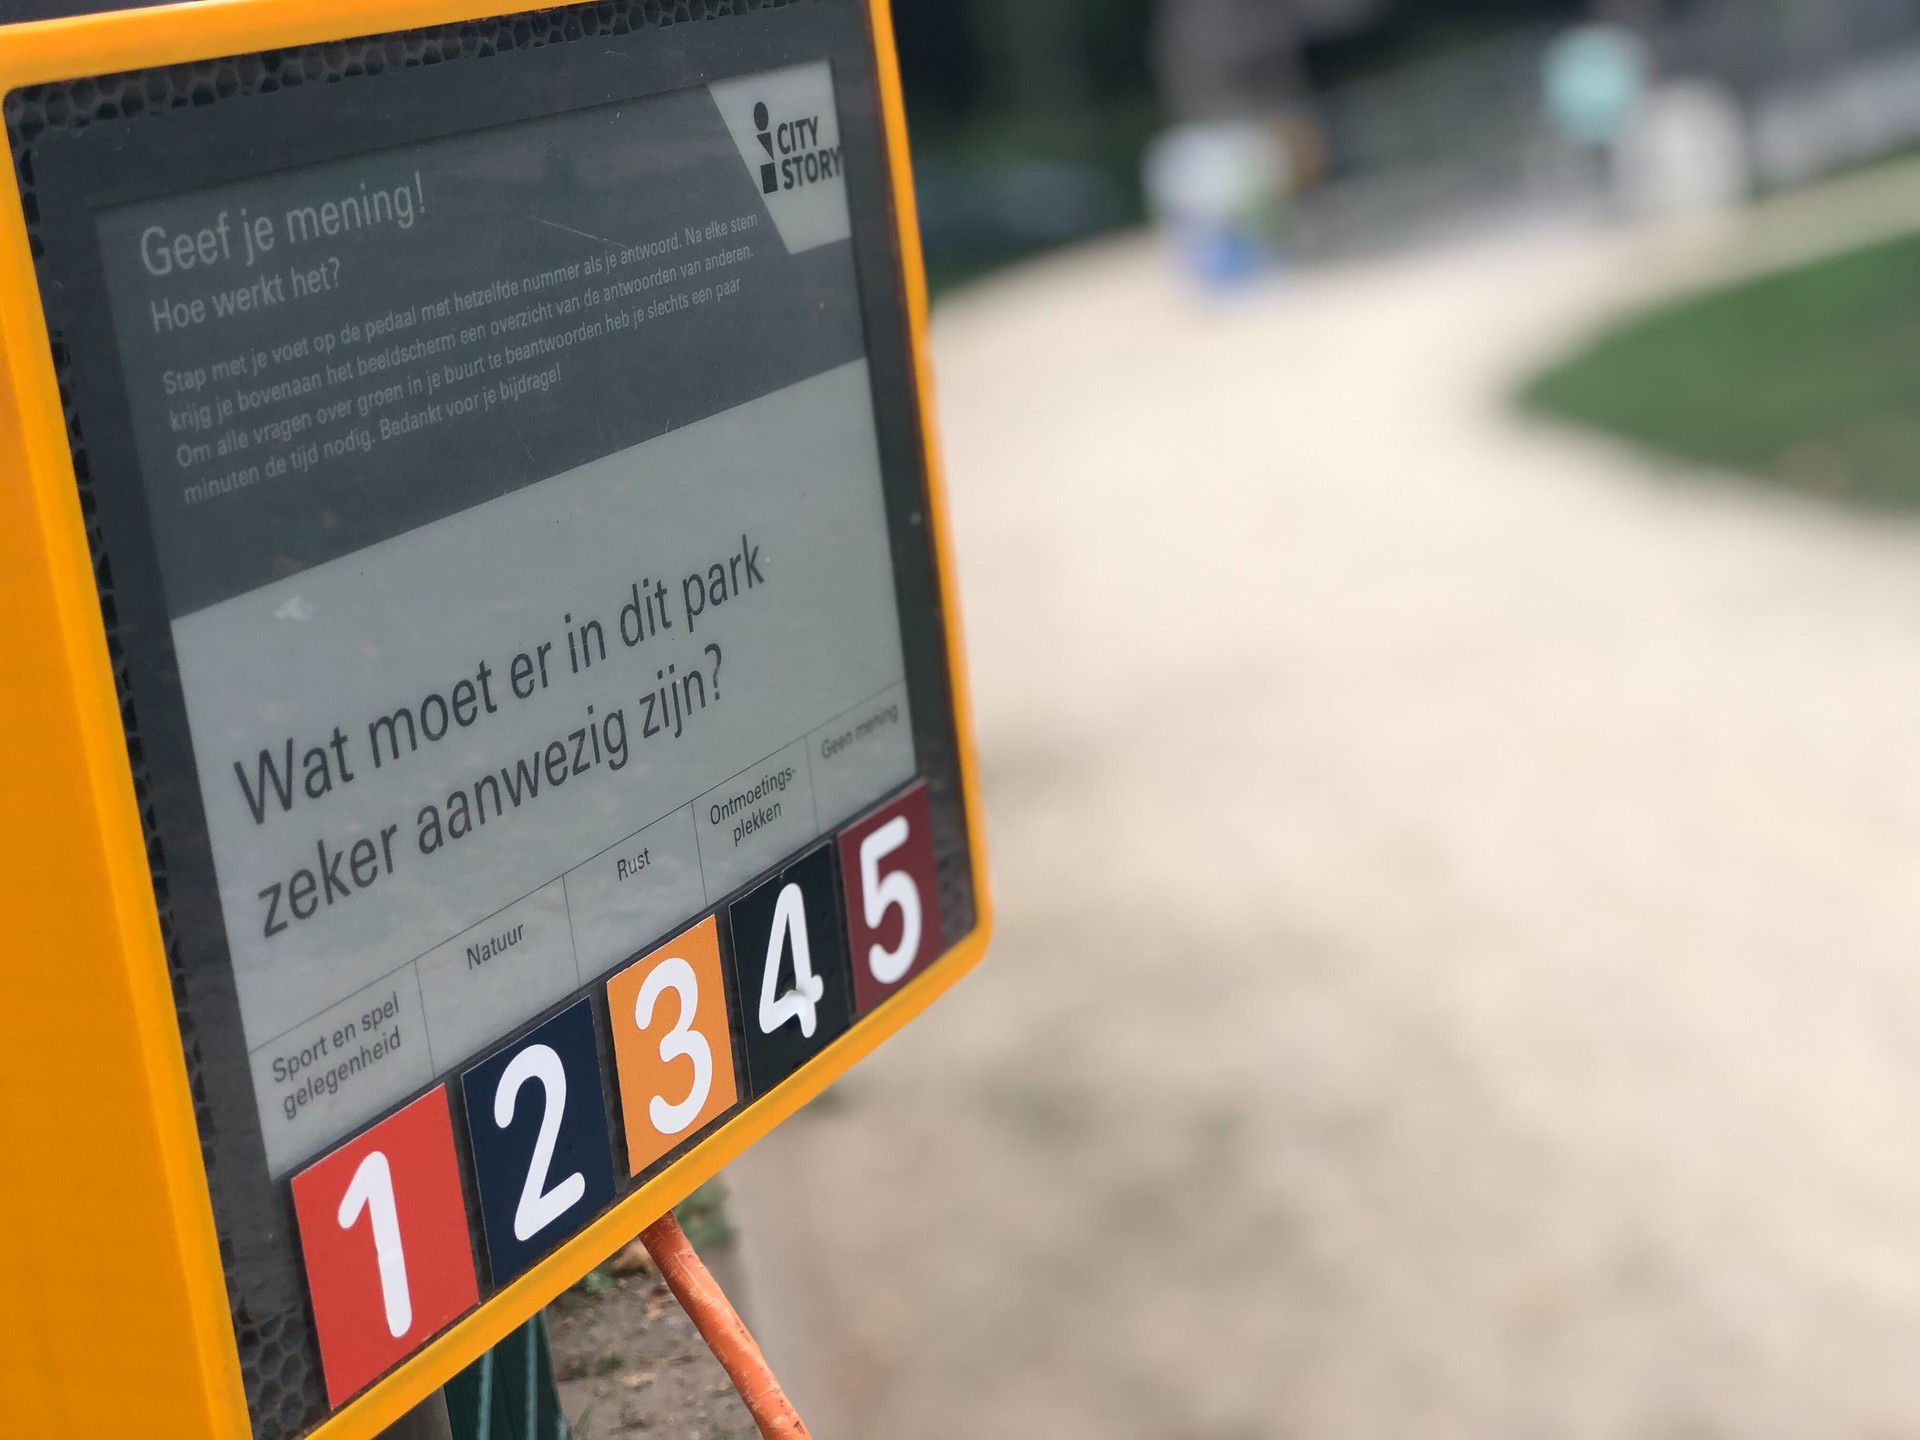 CITY
STORY
Geef je mening!
Hoe werkt het?
Stap met je voet op de pedaal met hetzelfde nummer als je antwoord. Na elke stem
krijg je bovenaan het beeldscherm een overzicht van de antwoorden van anderen.
Om alle vragen over groen in je buurt te beantwoorden heb je slechts een paar
minuten de tijd nodig. Bedankt voor je bijdrage!
Wat moet er in dit park
zeker aanwezig zijn?
Sport en spel
gelegenheid
Natuur
Rust
Ontmoetings-
plekken
Geen mening
1
2
3
4
5